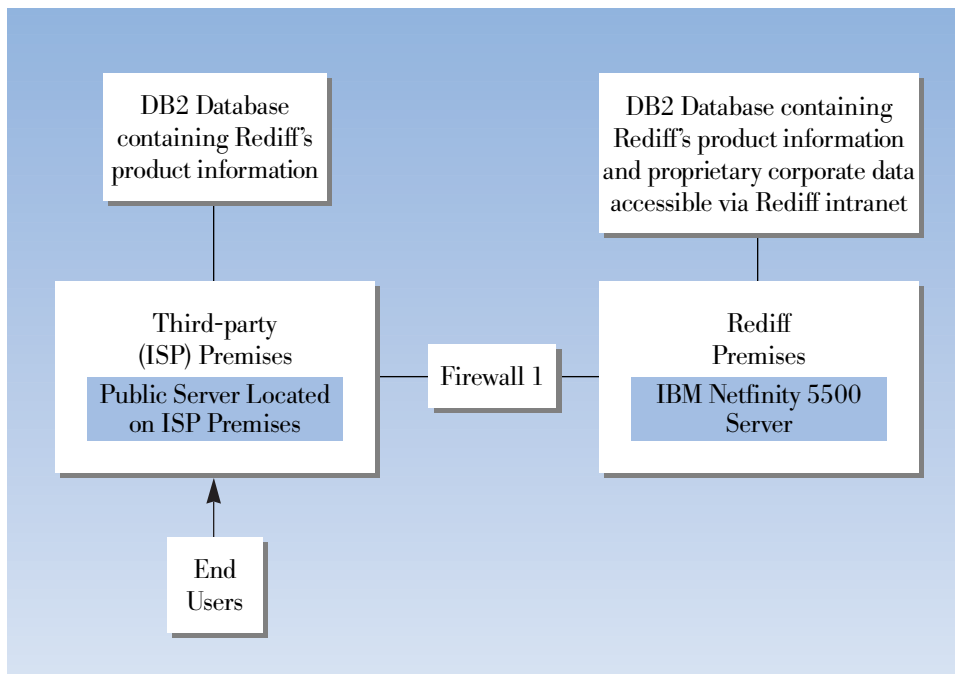 DB2 Database
containing Rediff's
product information
DB2 Database containing
Rediff's product information
and proprietary corporate data
accessible via Rediff intranet
Third-party
(ISP) Premises
Public Server Located
on ISP Premises
Firewall 1
Rediff
Premises
IBM Netfinity 5500
Server
End
Users